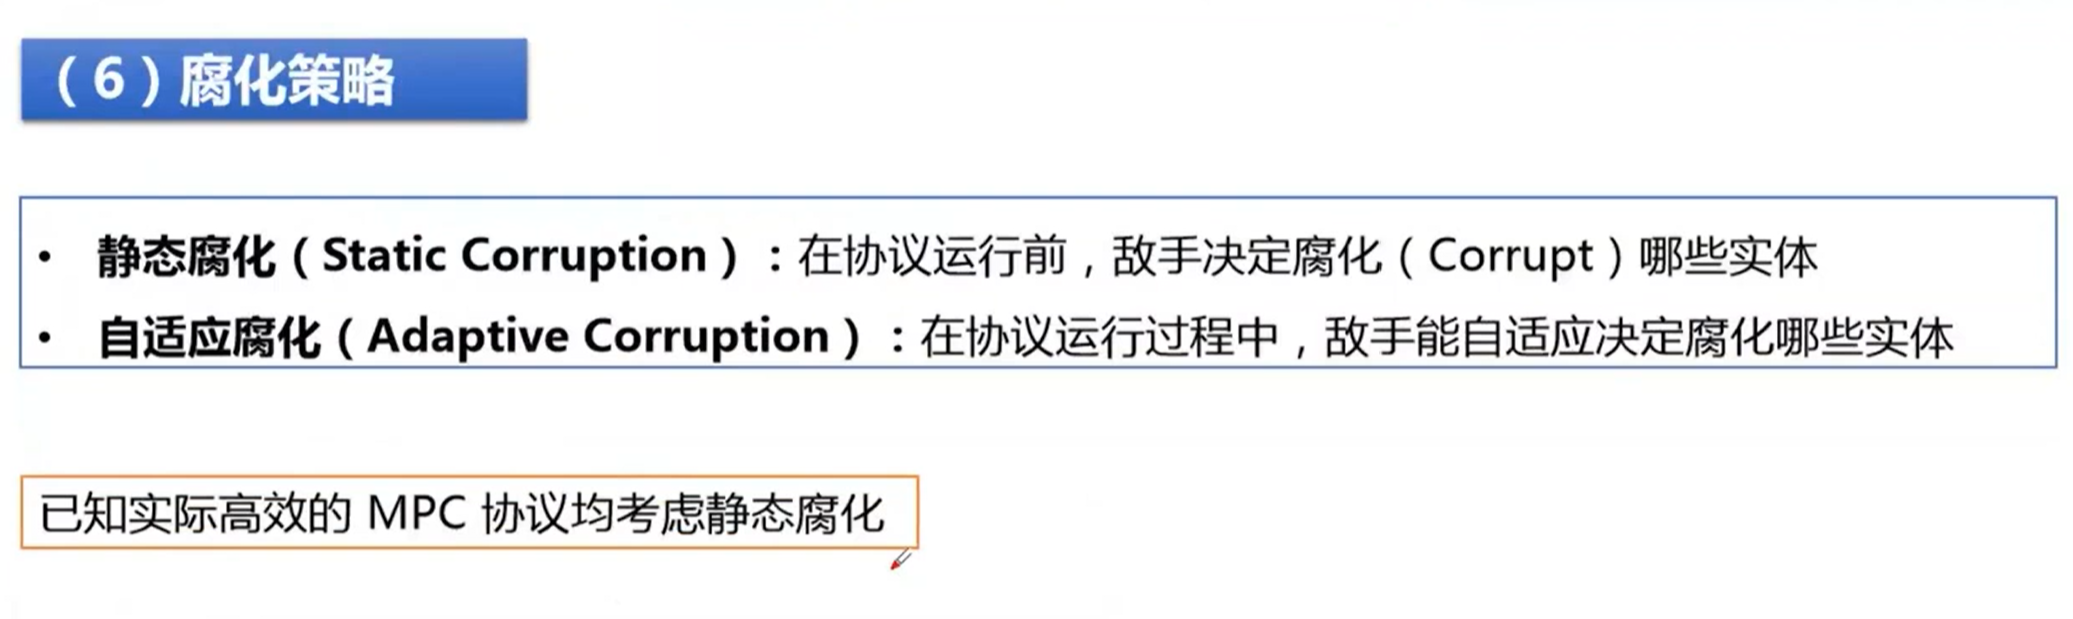 （6）腐化策略
• 静态腐化（Static Corruption）：在协议运行前，敌手决定腐化（Corrupt）哪些实体
• 自适应腐化（Adaptive Corruption）：在协议运行过程中，敌手能自适应决定腐化哪些实体
已知实际高效的 MPC 协议均考虑静态腐化